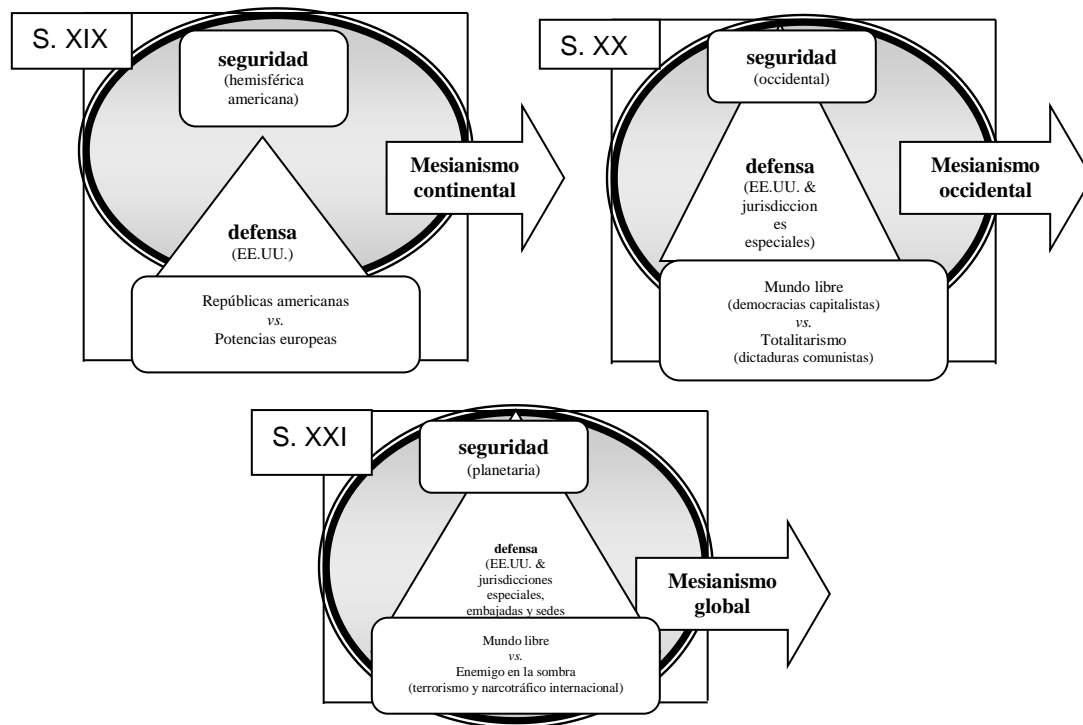 S. XIX
seguridad
(hemisférica
americana)
Mesianismo
continental
defensa
(EE.UU.)
Repúblicas americanas
vs.
Potencias europeas
S. XX
seguridad
(occidental)
defensa
(EE.UU. &
jurisdiccion
es
especiales)
Mesianismo
occidental
Mundo libre
(democracias capitalistas)
vs.
Totalitarismo
(dictaduras comunistas)
S. XXI
seguridad
(planetaria)
defensa
(EE.UU. &
jurisdicciones
especiales,
embajadas y sedes
Mesianismo
global
Mundo libre
vs.
Enemigo en la sombra
(terrorismo y narcotráfico internacional)